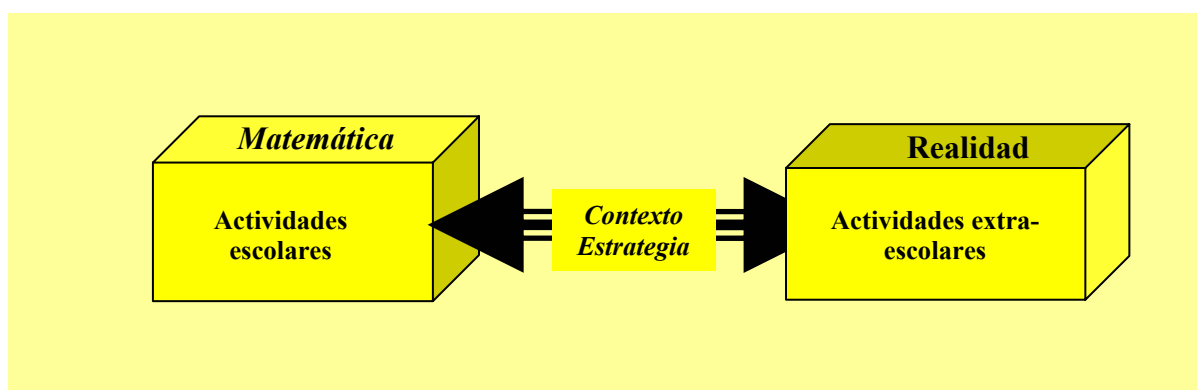 Matemática
Actividades
escolares
Contexto
Estrategia
Realidad
Actividades extra-
escolares